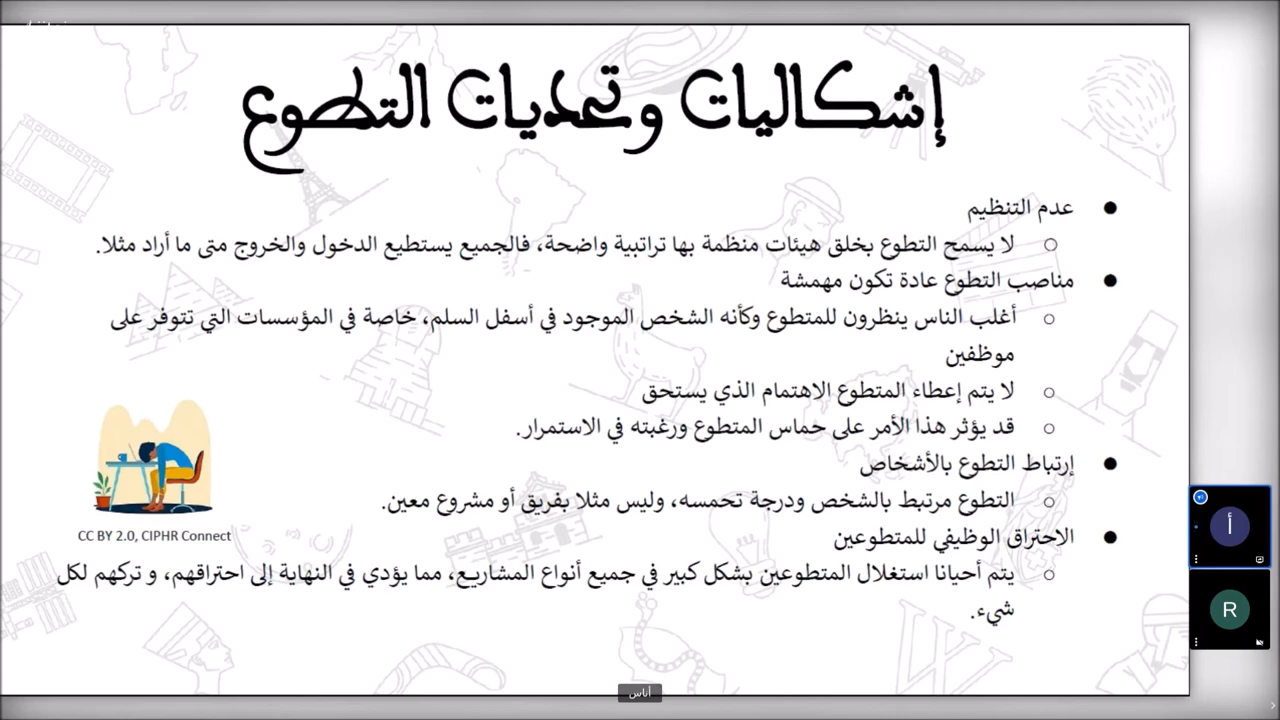 إشكاليات وتحديات التطوع
● عدم التنظيم
○ لا يسمح التطوع بخلق هيئات منظمة بها تراتبية واضحة، فالجميع يستطيع الدخول والخروج متى ما أراد مثلا.
● مناصب التطوع عادة تكون مهمشة
○ أغلب الناس ينظرون للمتطوع وكأنه الشخص الموجود في أسفل السلم، خاصة في المؤسسات التي تتوفر على
موظفين
○ لا يتم إعطاء المتطوع الاهتمام الذي يستحق
○ قد يؤثر هذا الأمر على حماس المتطوع ورغبته في الاستمرار.
● إرتباط التطوع بالأشخاص
○ التطوع مرتبط بالشخص ودرجة تحمسه، وليس مثلا بفريق أو مشروع معين.
● الاحتراق الوظيفي للمتطوعين
○ يتم أحيانا استغلال المتطوعين بشكل كبير في جميع أنواع المشاريع، مما يؤدي في النهاية إلى احتراقهم، و تركهم لكل
شيء.
CC BY 2.0, CIPHR Connect
أ
R
أناس